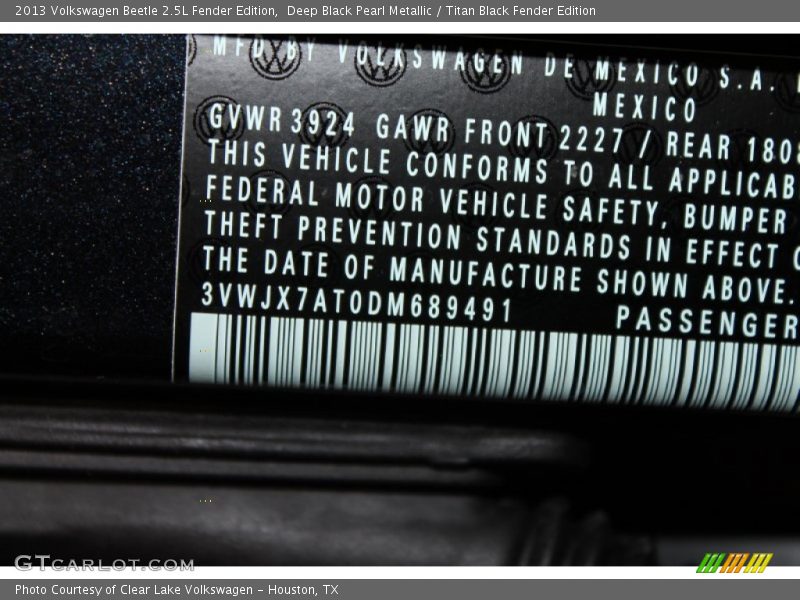 2013 Volkswagen Beetle 2.5L Fender Edition, Deep Black Pearl Metallic / Titan Black Fender Edition
MFD BY VOLKSWAGEN DE MEXICO S.A.
MEXICO
GVWR 3924 GAWR FRONT 2227 / REAR 1808
THIS VEHICLE CONFORMS TO ALL APPLICAB
FEDERAL MOTOR VEHICLE SAFETY, BUMPER
THEFT PREVENTION STANDARDS IN EFFECT
THE DATE OF MANUFACTURE SHOWN ABOVE.
3VWJX7AT0DM689491 PASSENGER
GTcarlot.com
Photo Courtesy of Clear Lake Volkswagen - Houston, TX